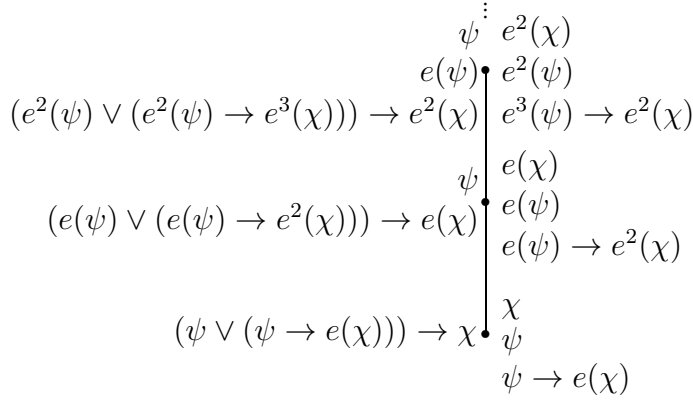 ⋮
ψ e²(χ)
e(ψ) e²(ψ)
(e²(ψ) ∨ (e²(ψ) → e³(χ))) → e²(χ) e³(ψ) → e²(χ)
e(χ)
ψ
e(ψ)
(e(ψ) ∨ (e(ψ) → e²(χ))) → e(χ)
e(ψ) → e²(χ)
χ
(ψ ∨ (ψ → e(χ))) → χ
ψ
ψ → e(χ)